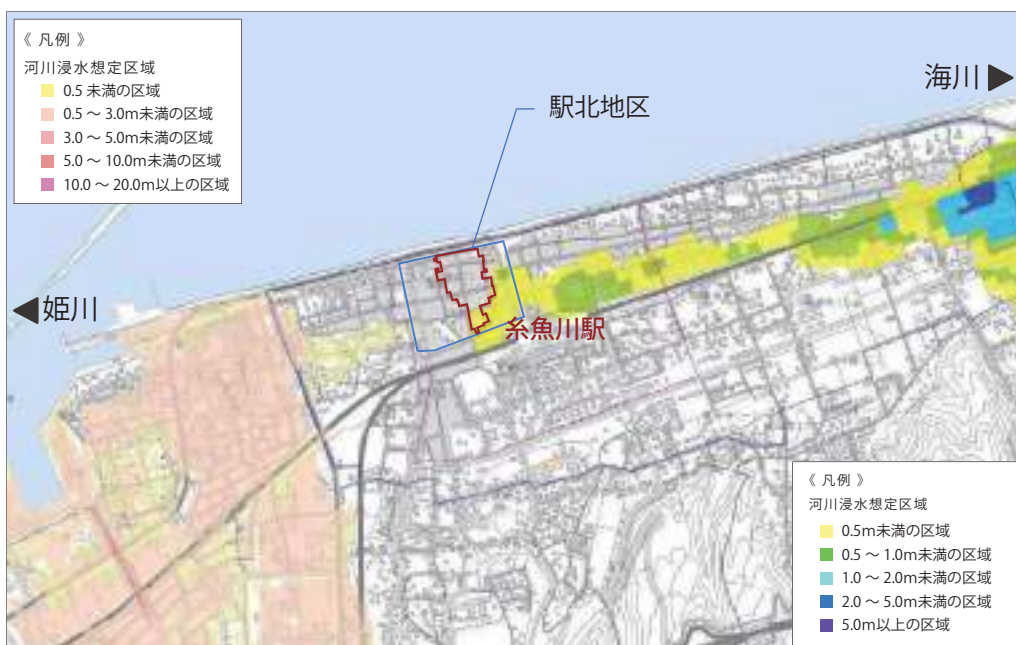 《 凡例 》
河川浸水想定区域
0.5 未満の区域
0.5 ～ 3.0m未満の区域
3.0 ～ 5.0m未満の区域
5.0 ～ 10.0m未満の区域
10.0 ～ 20.0m以上の区域
海川▶
駅北地区
◀姫川
糸魚川駅
《 凡例 》
河川浸水想定区域
0.5m未満の区域
0.5 ～ 1.0m未満の区域
1.0 ～ 2.0m未満の区域
2.0 ～ 5.0m未満の区域
5.0m以上の区域